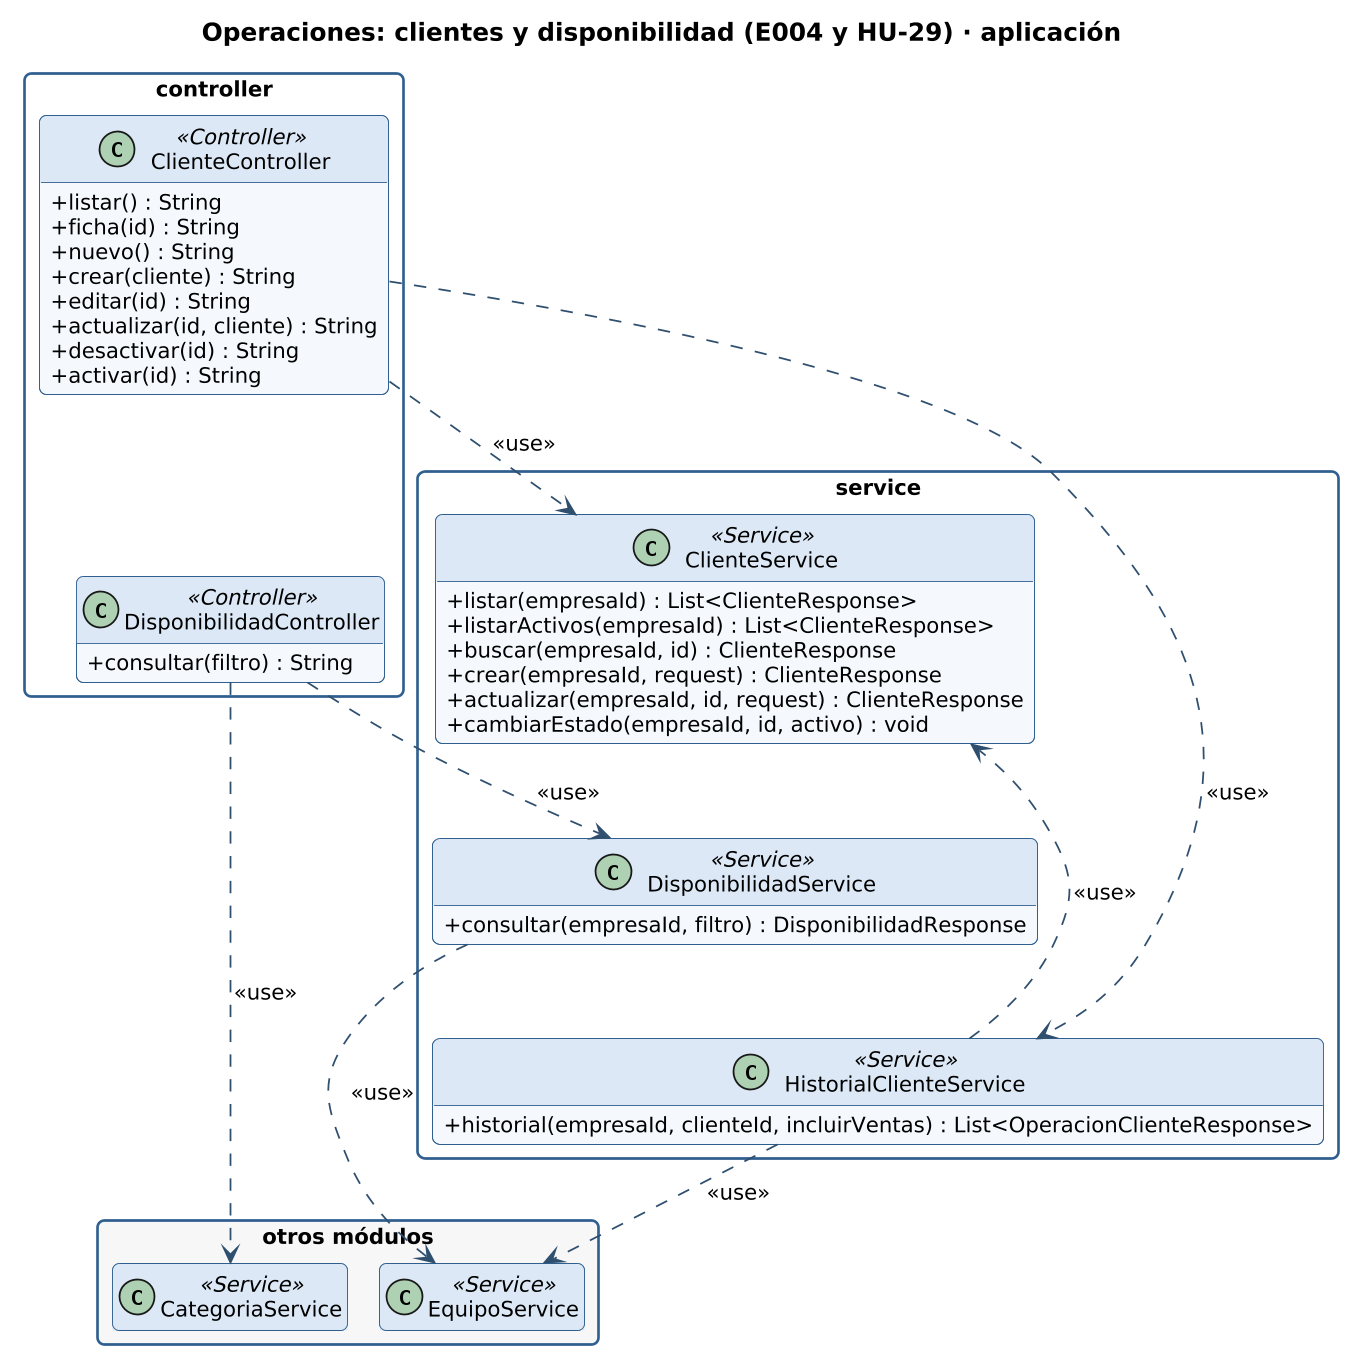 Operaciones: clientes y disponibilidad (E004 y HU-29) · aplicación
controller
«Controller»
C
ClienteController
+listar() : String
+ficha(id) : String
+nuevo() : String
+crear(cliente) : String
+editar(id) : String
+actualizar(id, cliente) : String
+desactivar(id) : String
+activar(id) : String
«use»
service
«Service»
C
ClienteService
+listar(empresaId) : List<ClienteResponse>
+listarActivos(empresaId) : List<ClienteResponse>
+buscar(empresaId, id) : ClienteResponse
+crear(empresaId, request) : ClienteResponse
+actualizar(empresaId, id, request) : ClienteResponse
+cambiarEstado(empresaId, id, activo) : void
«Controller»
C
DisponibilidadController
+consultar(filtro) : String
«use»
«use»
«Service»
C
DisponibilidadService
+consultar(empresaId, filtro) : DisponibilidadResponse
«use»
«use»
«Service»
C
HistorialClienteService
+historial(empresaId, clienteId, incluirVentas) : List<OperacionClienteResponse>
«use»
«use»
otros módulos
«Service»
C
CategoriaService
«Service»
C
EquipoService